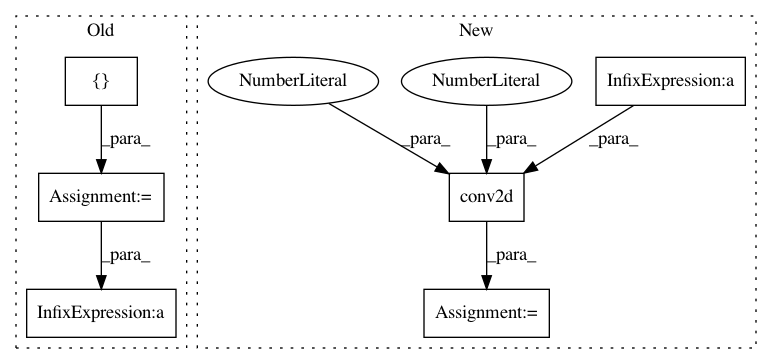 Old
New
{}
NumberLiteral
NumberLiteral
InfixExpression:a
_para_
_para_
_para_
_para_
Assignment:=
conv2d
_para_
_para_
InfixExpression:a
Assignment:=